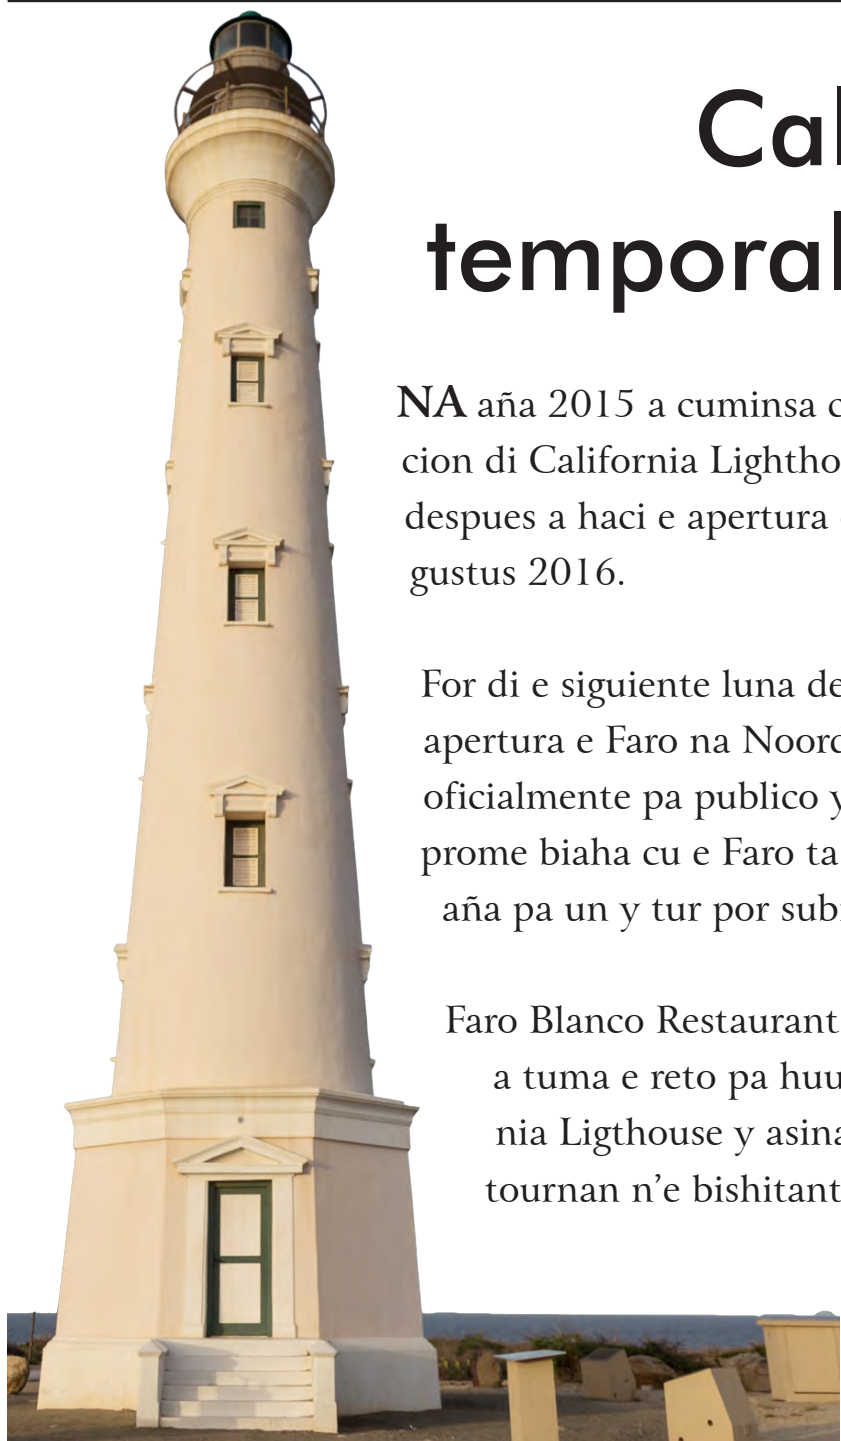 Cal
temporal
NA aña 2015 a cuminsa c
cion di California Lightho
despues a haci e apertura
gustus 2016.
For di e siguiente luna de
apertura e Faro na Noord
oficialmente pa publico y
prome biaha cu e Faro ta
aña pa un y tur por subi
Faro Blanco Restaurant
a tuma e reto pa huu
nia Ligthouse y asina
tournan n’e bishitant